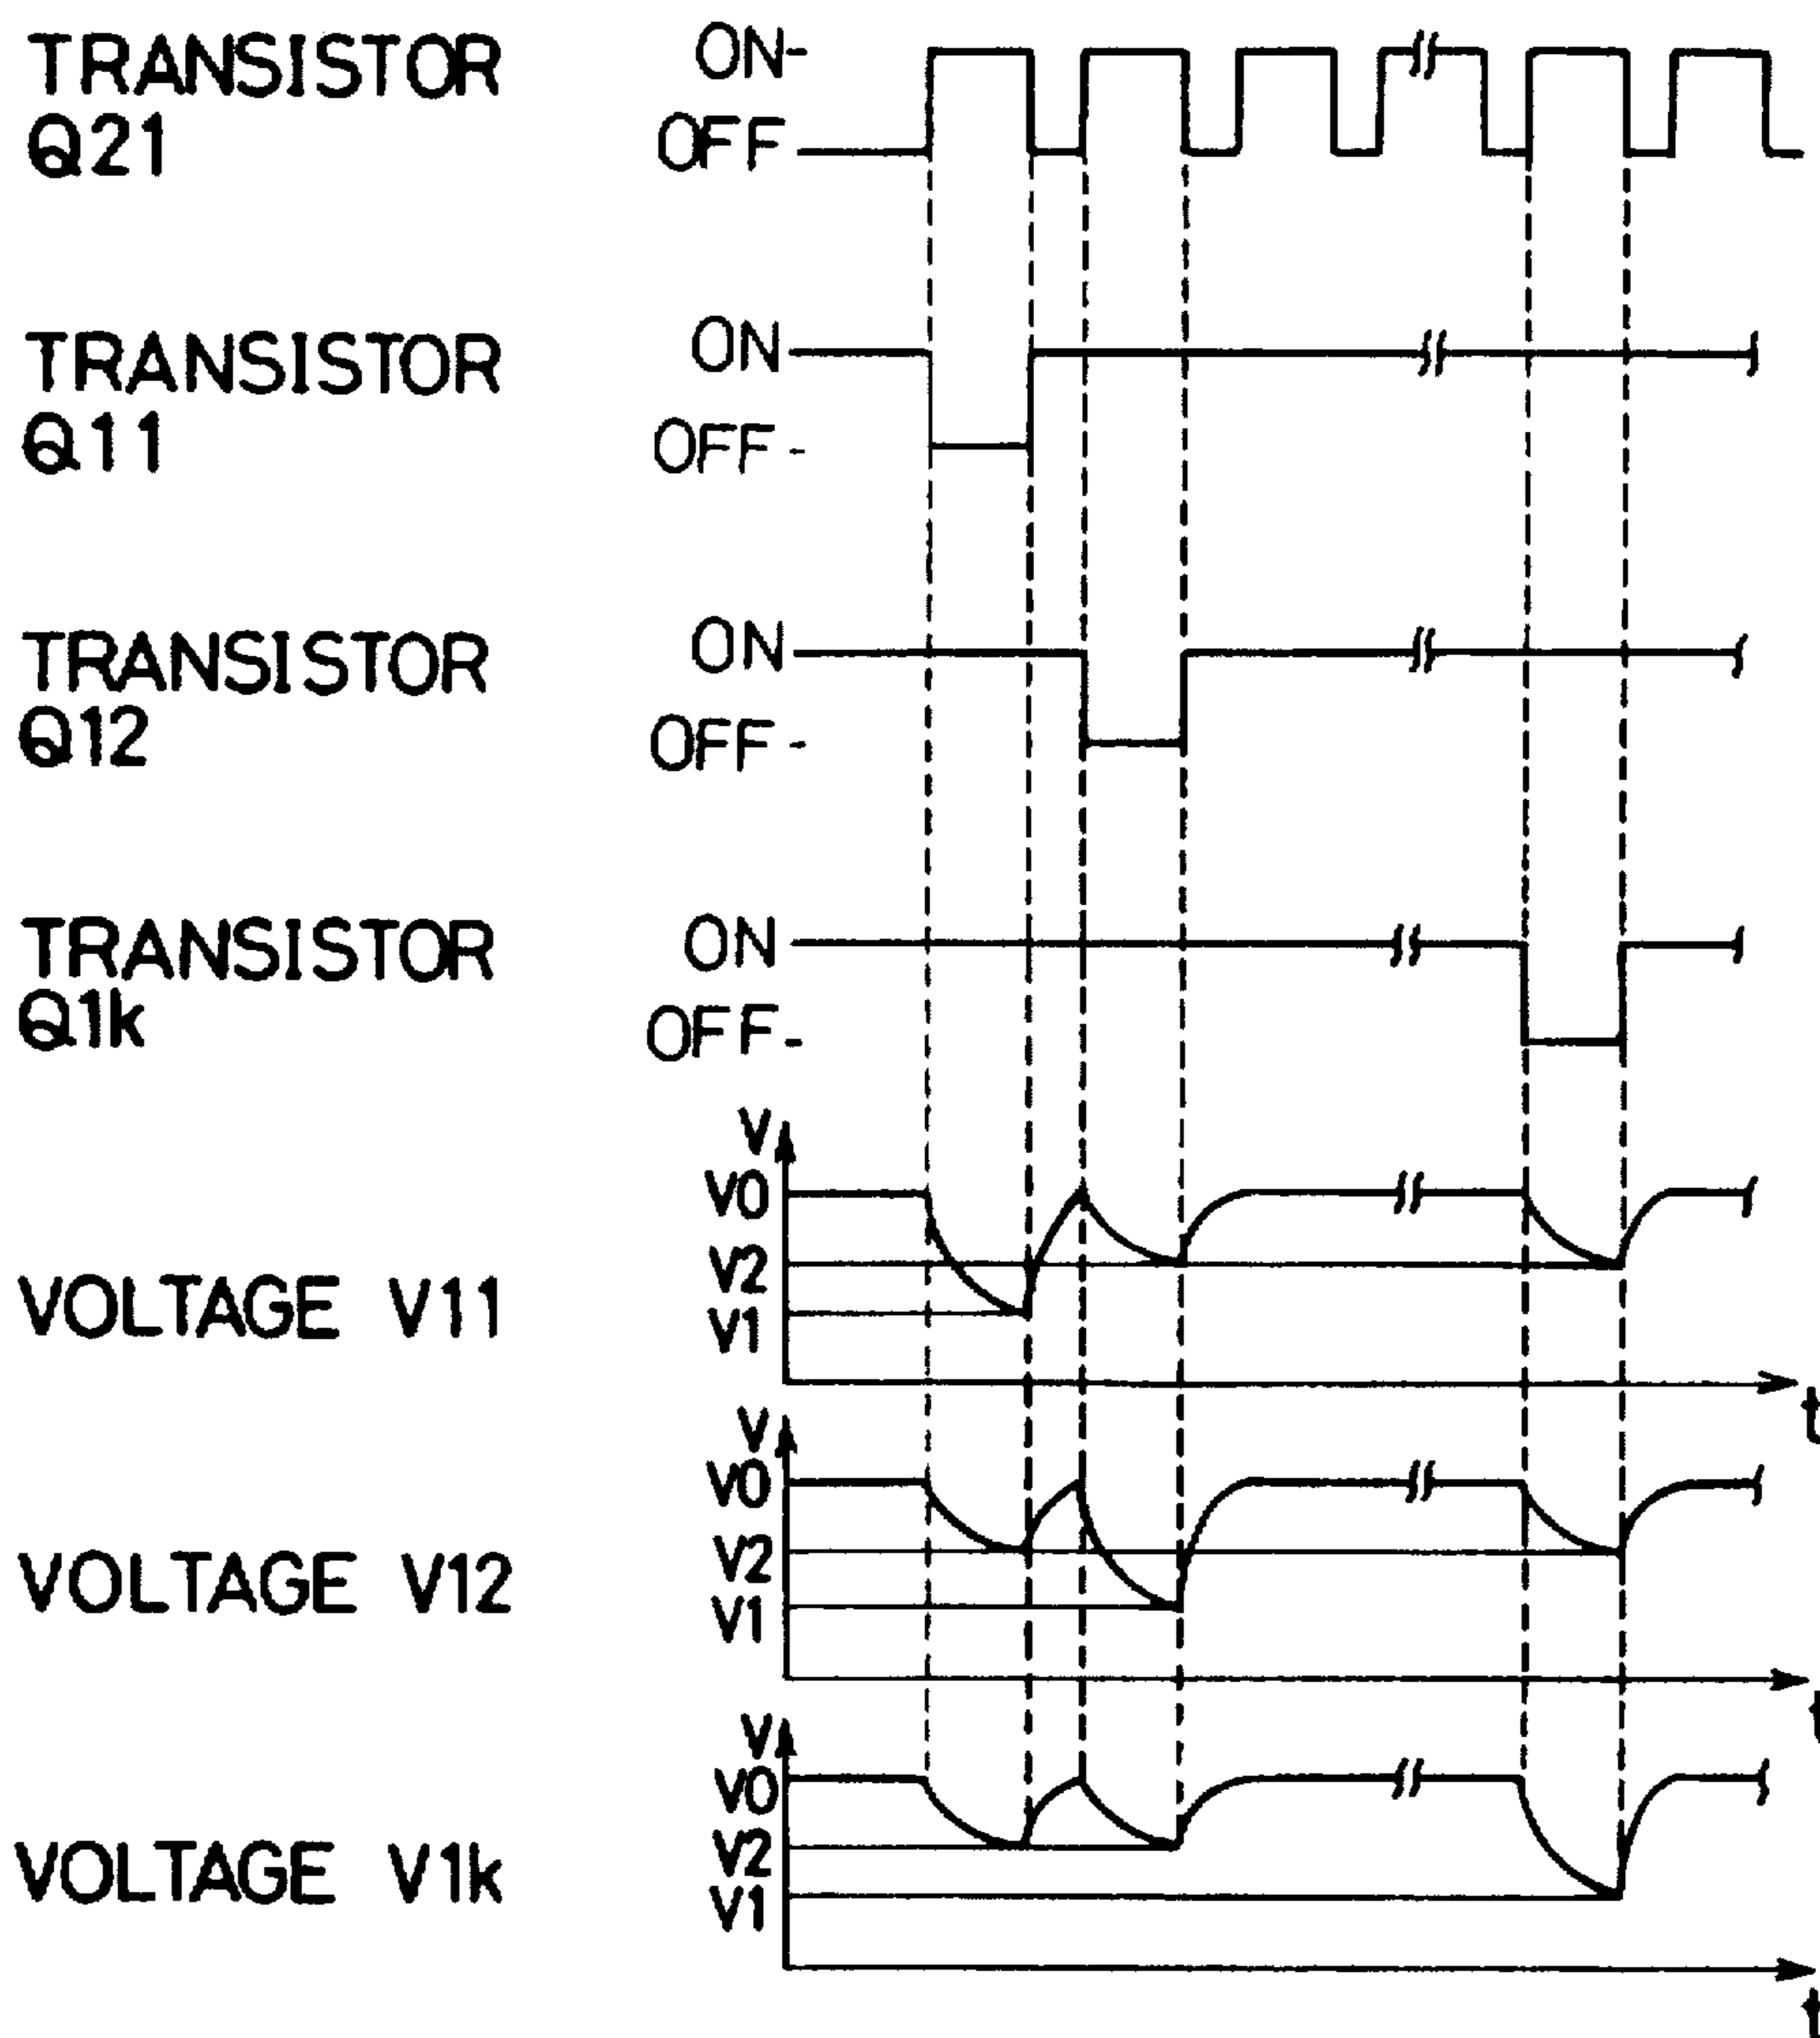 TRANSISTOR
Q21
ON
OFF
TRANSISTOR
Q11
ON
OFF
TRANSISTOR
Q12
ON
OFF
TRANSISTOR
Q1k
ON
OFF
VOLTAGE V11
V
V0
V2
V1
t
VOLTAGE V12
V
V0
V2
V1
t
VOLTAGE V1k
V
V0
V2
V1
t